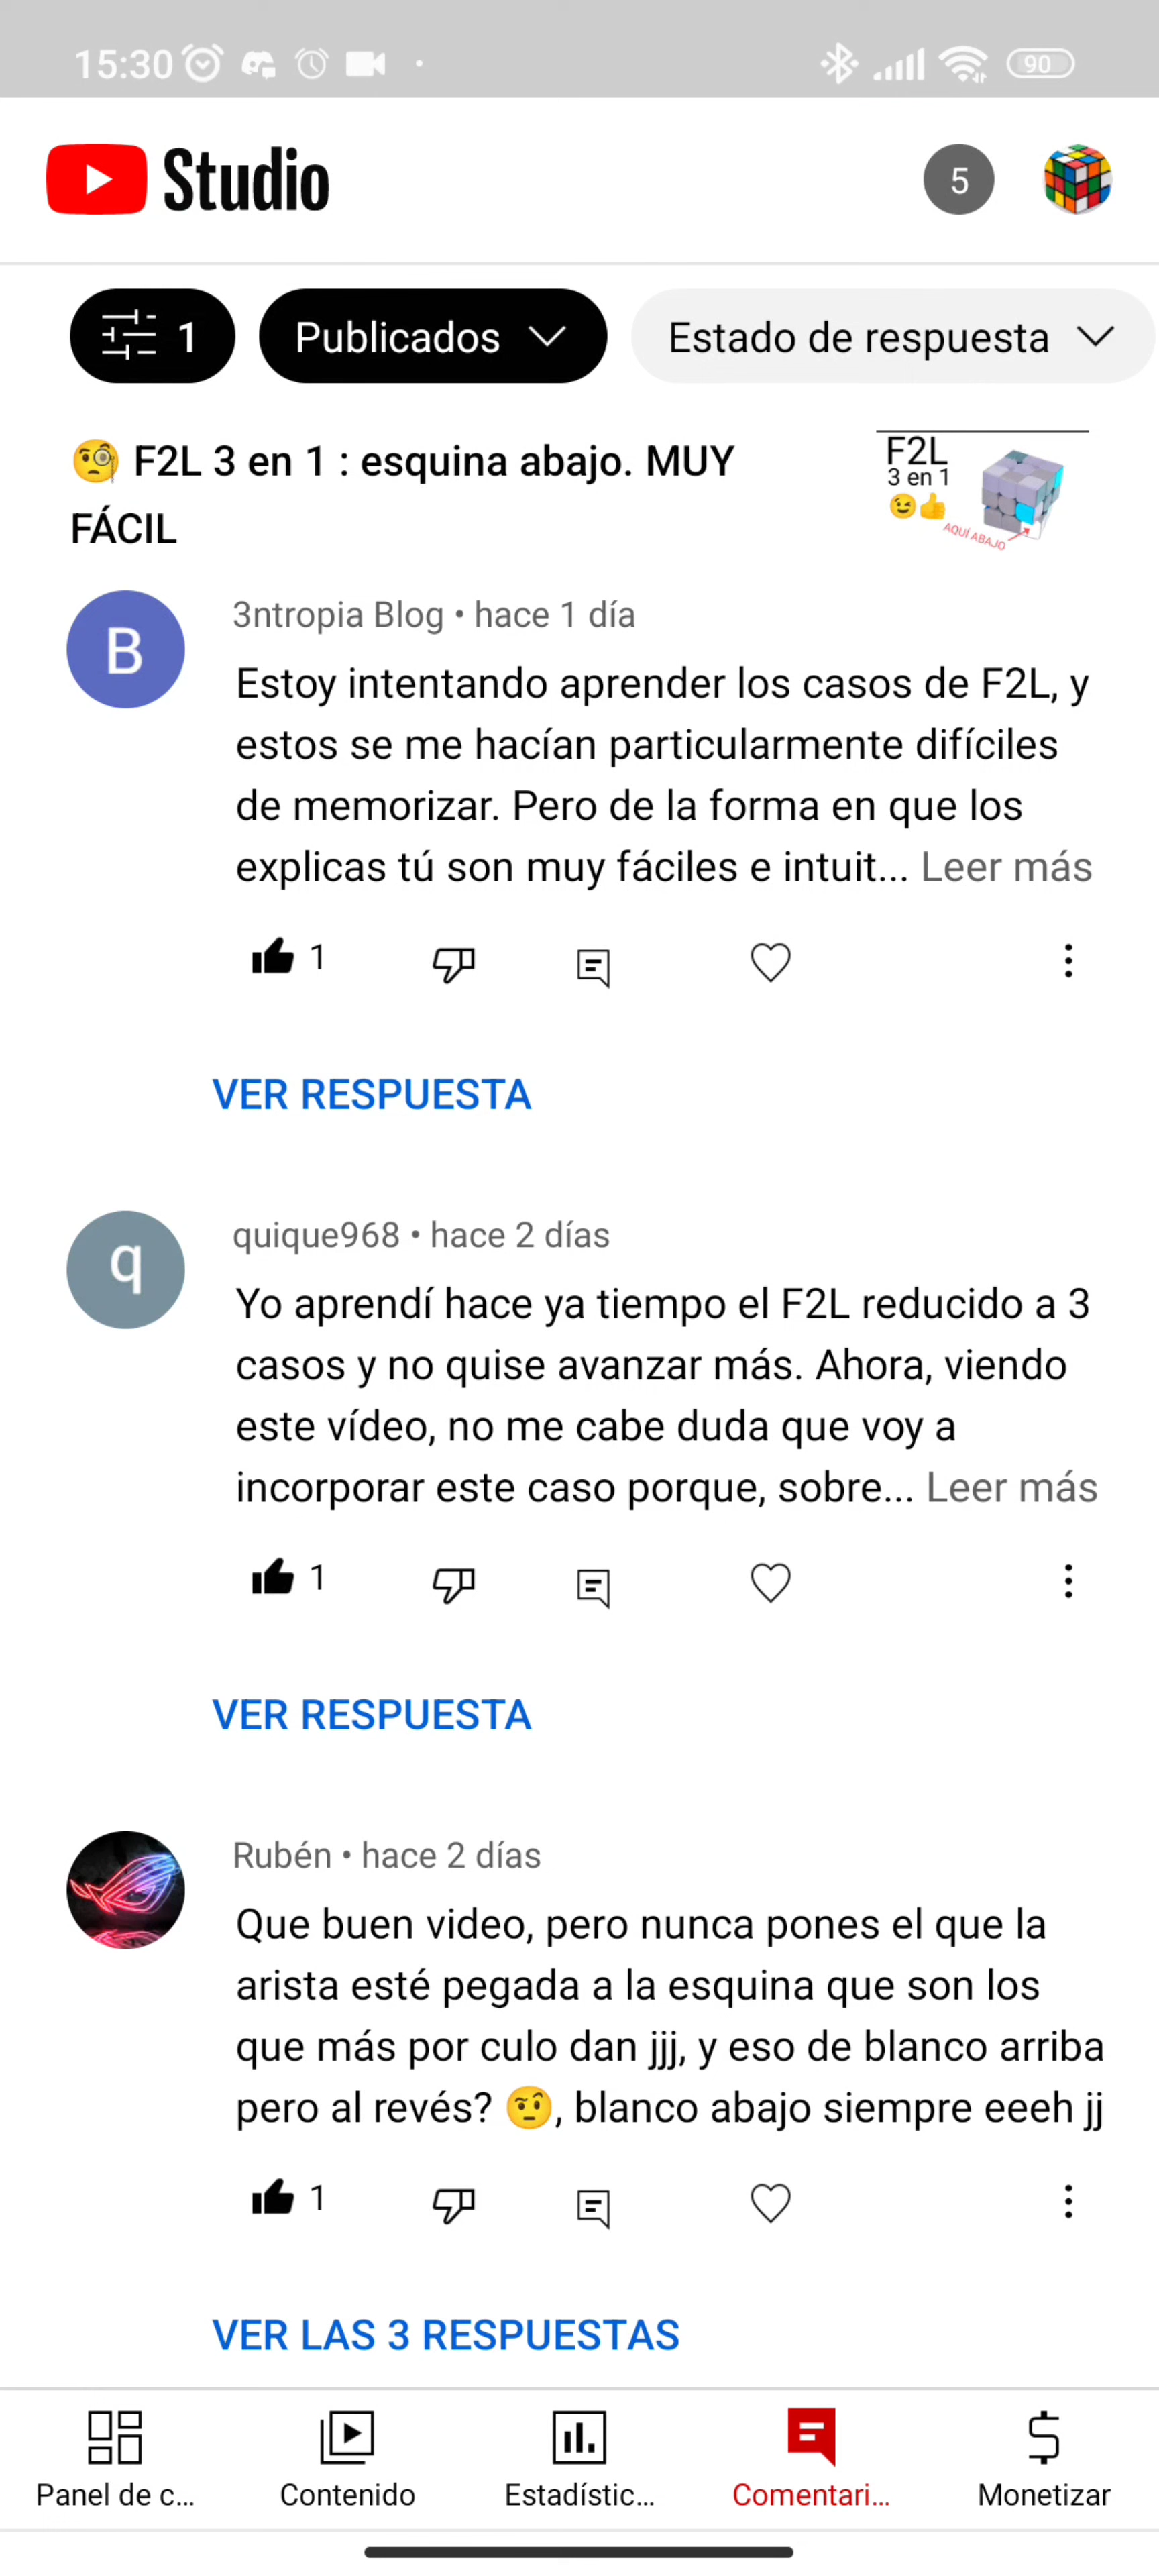 15:30
90
Studio
5
1
Publicados
Estado de respuesta
🧐 F2L 3 en 1 : esquina abajo. MUY
FÁCIL
F2L
3 en 1
😉👍
AQUÍ ABAJO
B
3ntropia Blog • hace 1 día
Estoy intentando aprender los casos de F2L, y
estos se me hacían particularmente difíciles
de memorizar. Pero de la forma en que los
explicas tú son muy fáciles e intuit... Leer más
1
VER RESPUESTA
q
quique968 • hace 2 días
Yo aprendí hace ya tiempo el F2L reducido a 3
casos y no quise avanzar más. Ahora, viendo
este vídeo, no me cabe duda que voy a
incorporar este caso porque, sobre... Leer más
1
VER RESPUESTA
Rubén • hace 2 días
Que buen video, pero nunca pones el que la
arista esté pegada a la esquina que son los
que más por culo dan jjj, y eso de blanco arriba
pero al revés? 🤨, blanco abajo siempre eeeh jj
1
VER LAS 3 RESPUESTAS
Panel de c...
Contenido
Estadístic...
Comentari...
Monetizar